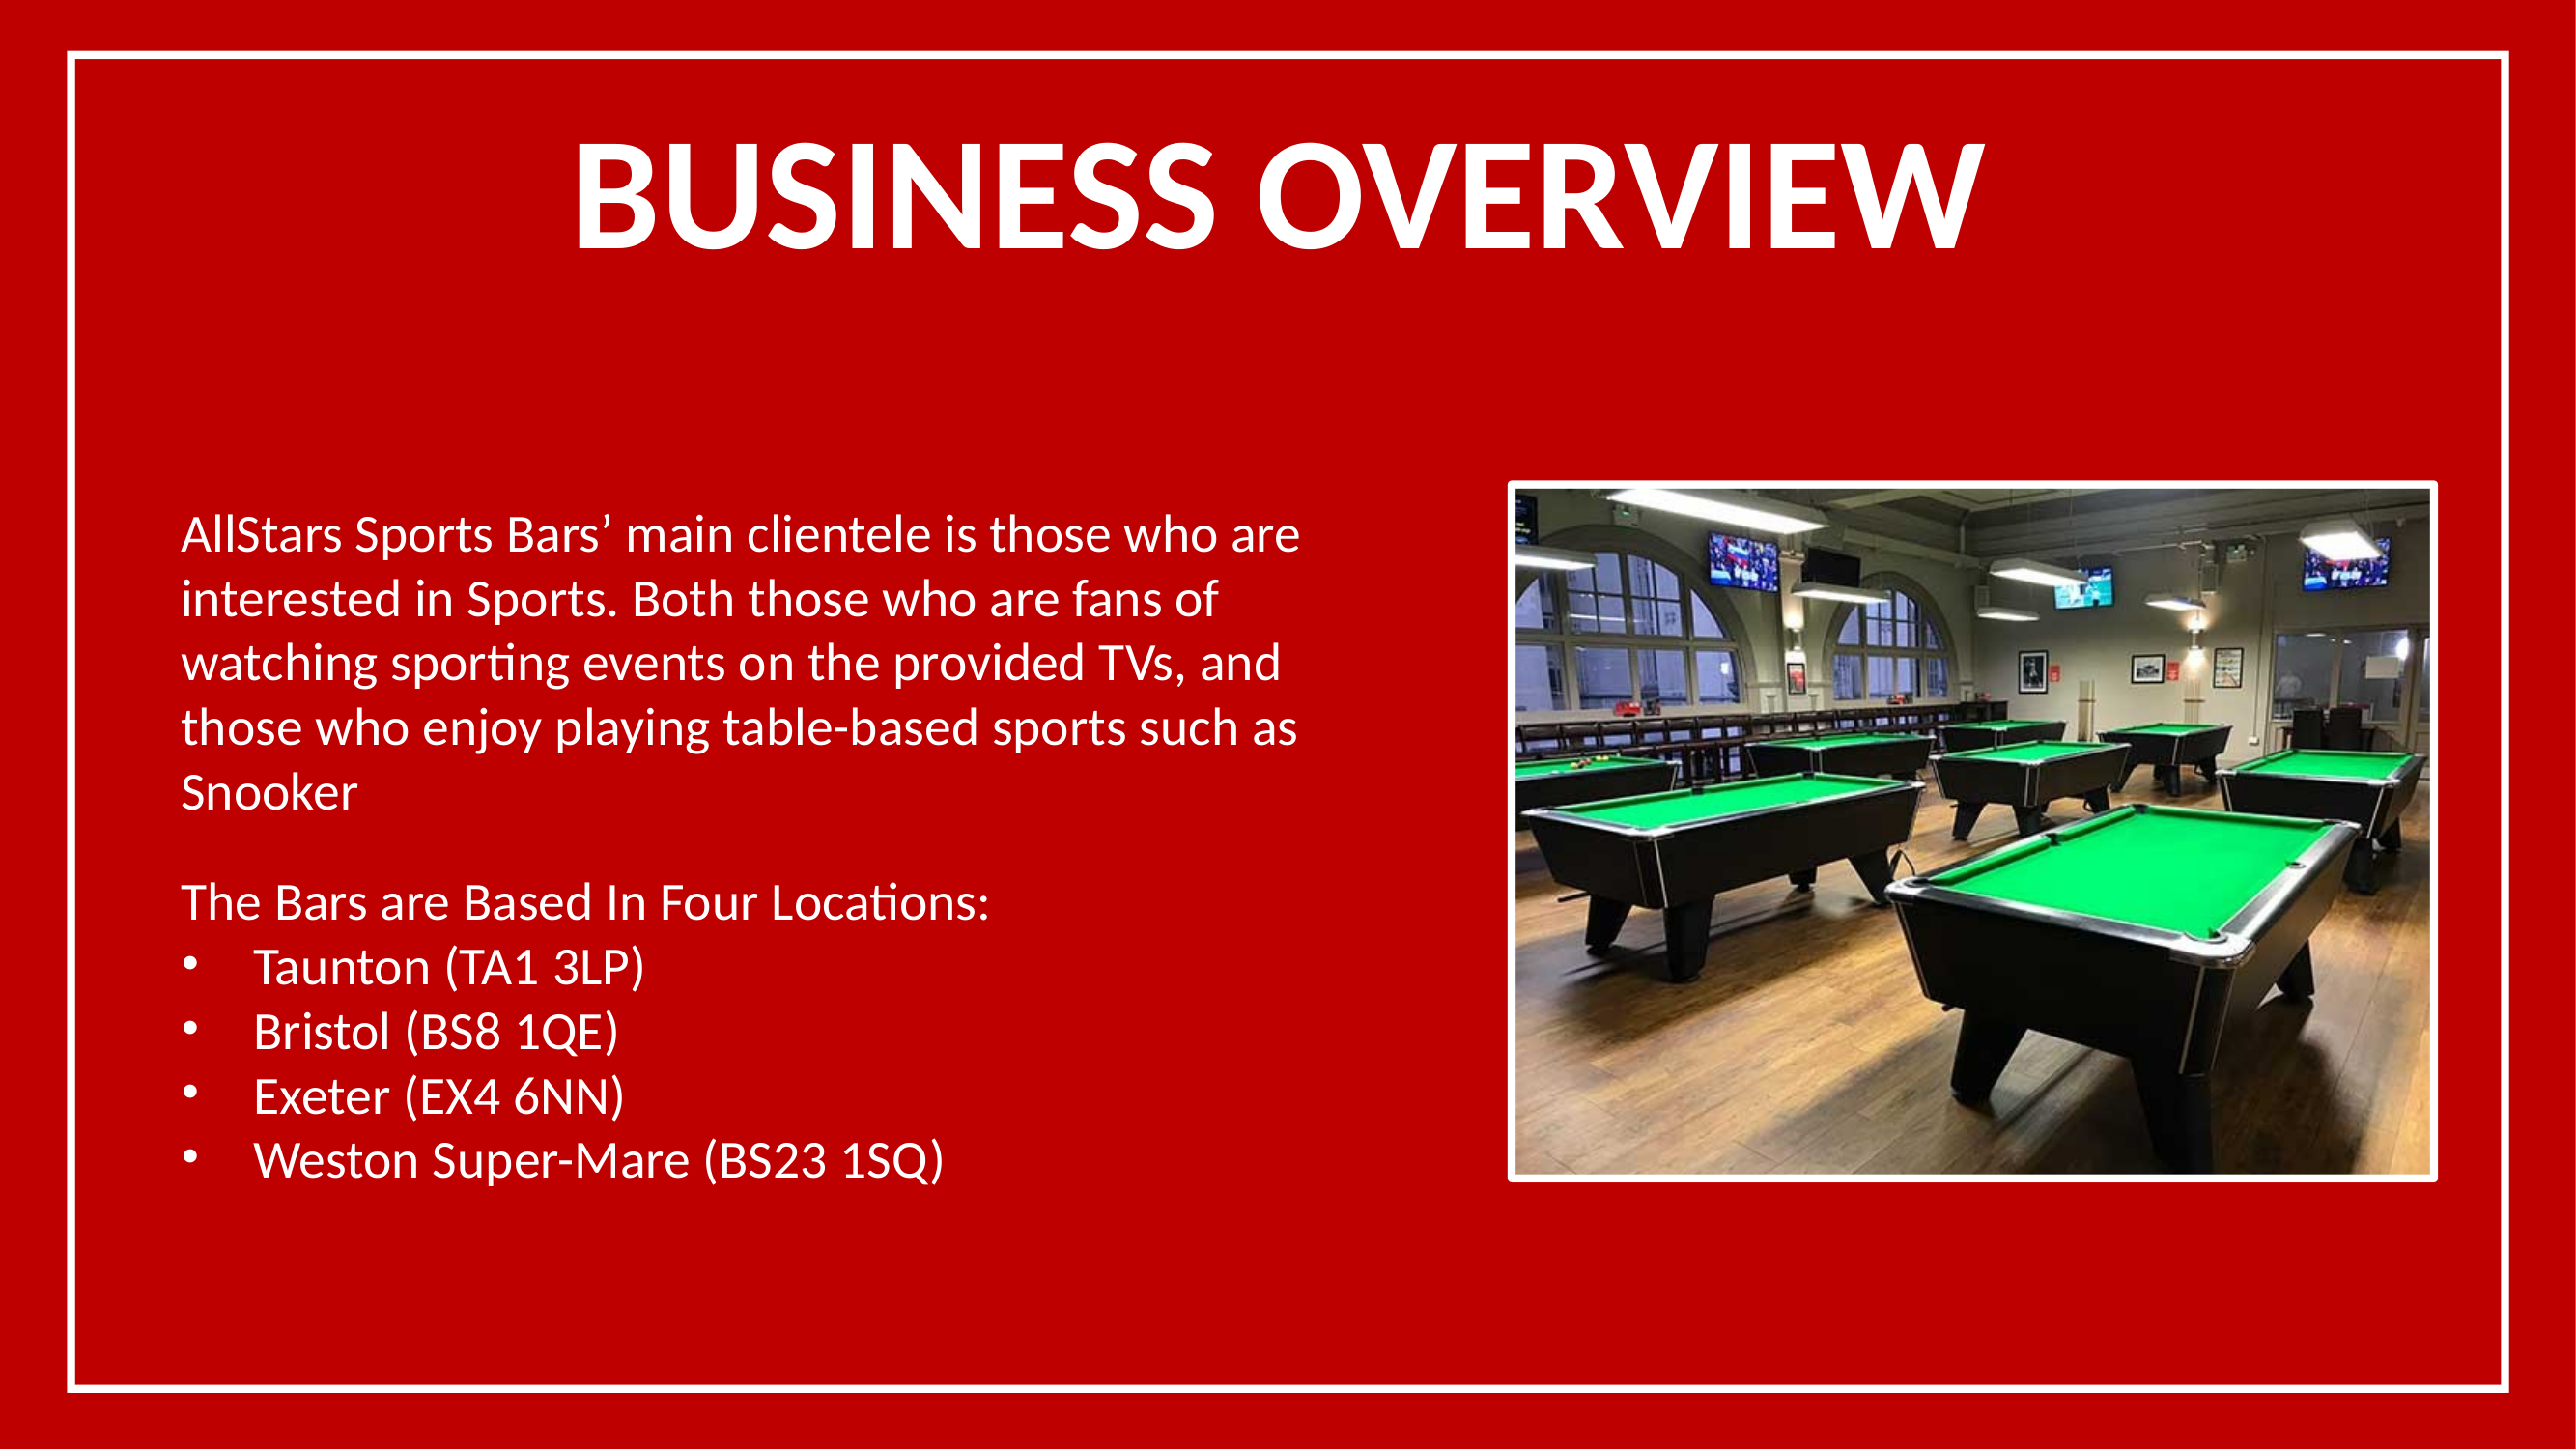 BUSINESS OVERVIEW
AllStars Sports Bars’ main clientele is those who are
interested in Sports. Both those who are fans of
watching sporting events on the provided TVs, and
those who enjoy playing table-based sports such as
Snooker
The Bars are Based In Four Locations:
• Taunton (TA1 3LP)
• Bristol (BS8 1QE)
• Exeter (EX4 6NN)
• Weston Super-Mare (BS23 1SQ)